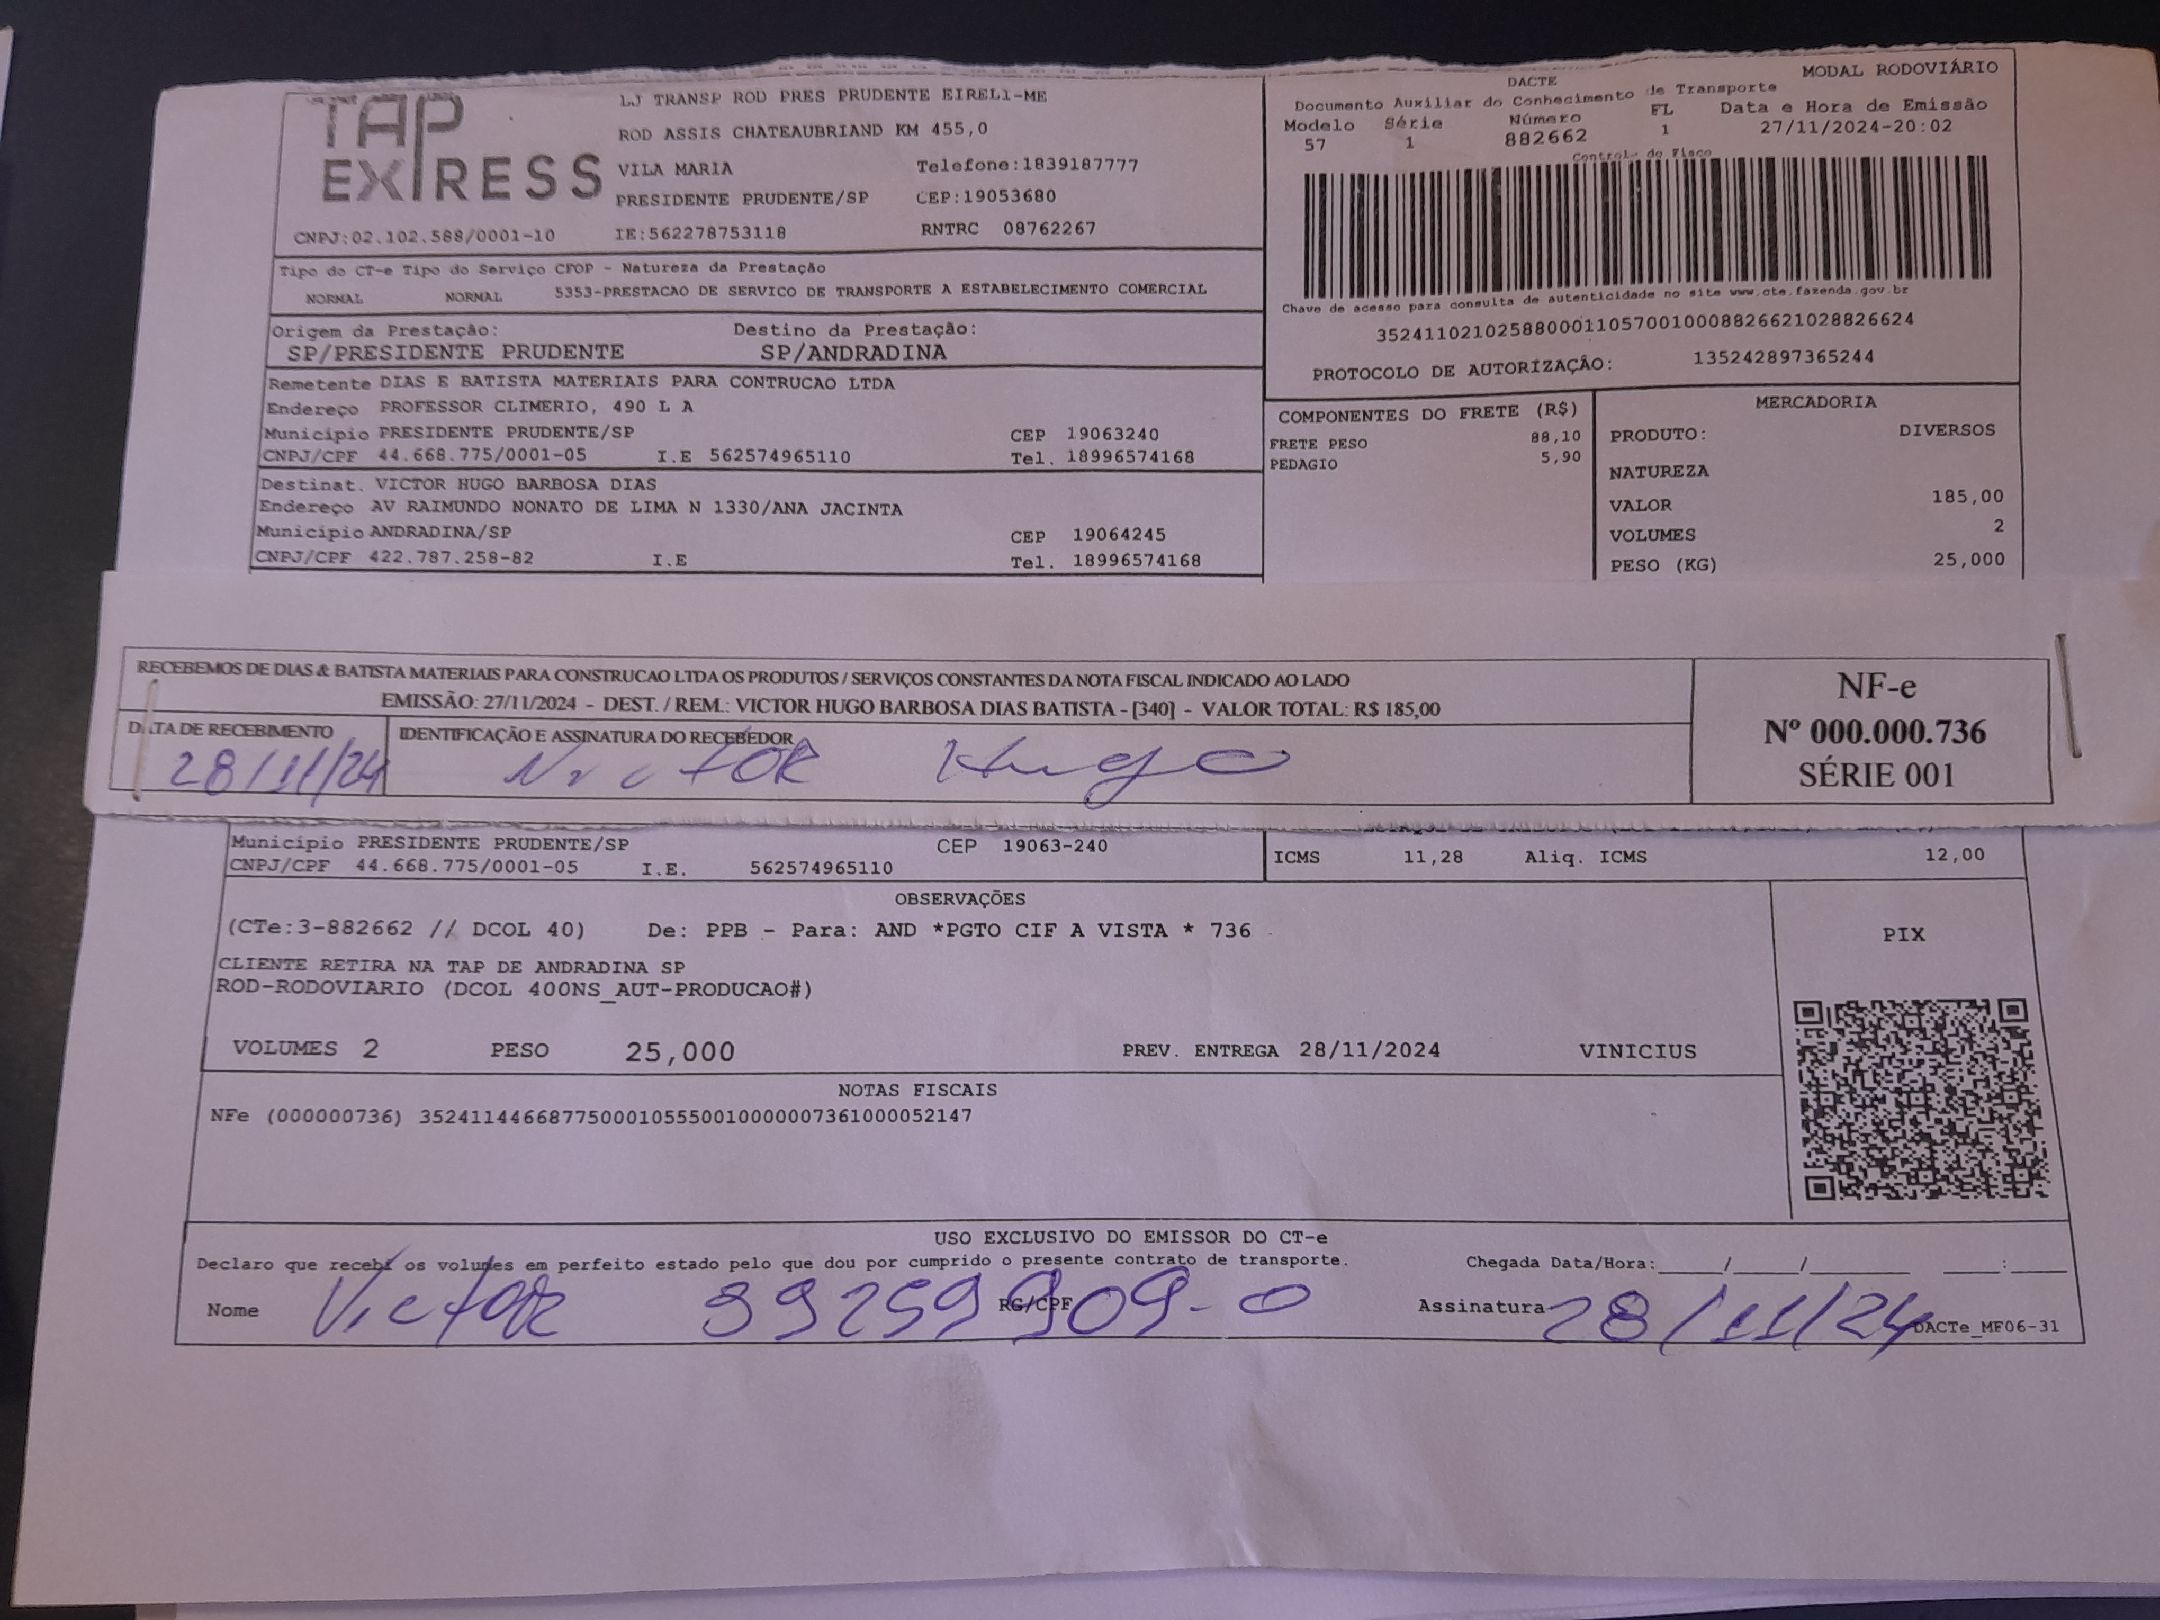 TAP EXPRESS
LJ TRANSP ROD PRES PRUDENTE EIRELI-ME
ROD ASSIS CHATEAUBRIAND KM 455,0
VILA MARIA Telefone:1839187777
PRESIDENTE PRUDENTE/SP CEP:19053680
CNPJ:02.102.588/0001-10 IE:562278753118 RNTRC 08762267
DACTE MODAL RODOVIÁRIO
Documento Auxiliar do Conhecimento de Transporte
Modelo Série Número FL Data e Hora de Emissão
57 1 882662 1 27/11/2024-20:02
Controle do Fisco
Chave de acesso para consulta de autenticidade no site www.cte.fazenda.gov.br
35241102102588000110570010008826621028826624
PROTOCOLO DE AUTORIZAÇÃO: 135242897365244
Tipo do CT-e Tipo do Serviço CFOP - Natureza da Prestação
NORMAL NORMAL 5353-PRESTACAO DE SERVICO DE TRANSPORTE A ESTABELECIMENTO COMERCIAL
Origem da Prestação: Destino da Prestação:
SP/PRESIDENTE PRUDENTE SP/ANDRADINA
Remetente DIAS E BATISTA MATERIAIS PARA CONTRUCAO LTDA
Endereço PROFESSOR CLIMERIO, 490 L A
Município PRESIDENTE PRUDENTE/SP CEP 19063240
CNPJ/CPF 44.668.775/0001-05 I.E 562574965110 Tel. 18996574168
Destinat. VICTOR HUGO BARBOSA DIAS
Endereço AV RAIMUNDO NONATO DE LIMA N 1330/ANA JACINTA
Município ANDRADINA/SP CEP 19064245
CNPJ/CPF 422.787.258-82 I.E Tel. 18996574168
COMPONENTES DO FRETE (R$)
FRETE PESO 88,10
PEDAGIO 5,90
MERCADORIA
PRODUTO: DIVERSOS
NATUREZA
VALOR 185,00
VOLUMES 2
PESO (KG) 25,000
RECEBEMOS DE DIAS & BATISTA MATERIAIS PARA CONSTRUCAO LTDA OS PRODUTOS / SERVIÇOS CONSTANTES DA NOTA FISCAL INDICADO AO LADO
EMISSÃO: 27/11/2024 - DEST. / REM.: VICTOR HUGO BARBOSA DIAS BATISTA - [340] - VALOR TOTAL: R$ 185,00
DATA DE RECEBIMENTO IDENTIFICAÇÃO E ASSINATURA DO RECEBEDOR
28/11/24 Victor Hugo
NF-e
Nº 000.000.736
SÉRIE 001
Município PRESIDENTE PRUDENTE/SP CEP 19063-240
CNPJ/CPF 44.668.775/0001-05 I.E. 562574965110
ICMS 11,28 Aliq. ICMS 12,00
OBSERVAÇÕES
(CTe:3-882662 // DCOL 40) De: PPB - Para: AND *PGTO CIF A VISTA * 736
CLIENTE RETIRA NA TAP DE ANDRADINA SP
ROD-RODOVIARIO (DCOL 400NS_AUT-PRODUCAO#)
PIX
VOLUMES 2 PESO 25,000 PREV. ENTREGA 28/11/2024 VINICIUS
NOTAS FISCAIS
NFe (000000736) 35241144668775000105550010000007361000052147
USO EXCLUSIVO DO EMISSOR DO CT-e
Declaro que recebi os volumes em perfeito estado pelo que dou por cumprido o presente contrato de transporte. Chegada Data/Hora:_____/_____/_______ ____:____
Nome Victor RG/CPF 39259909-0 Assinatura 28/11/24 DACTe_MF06-31